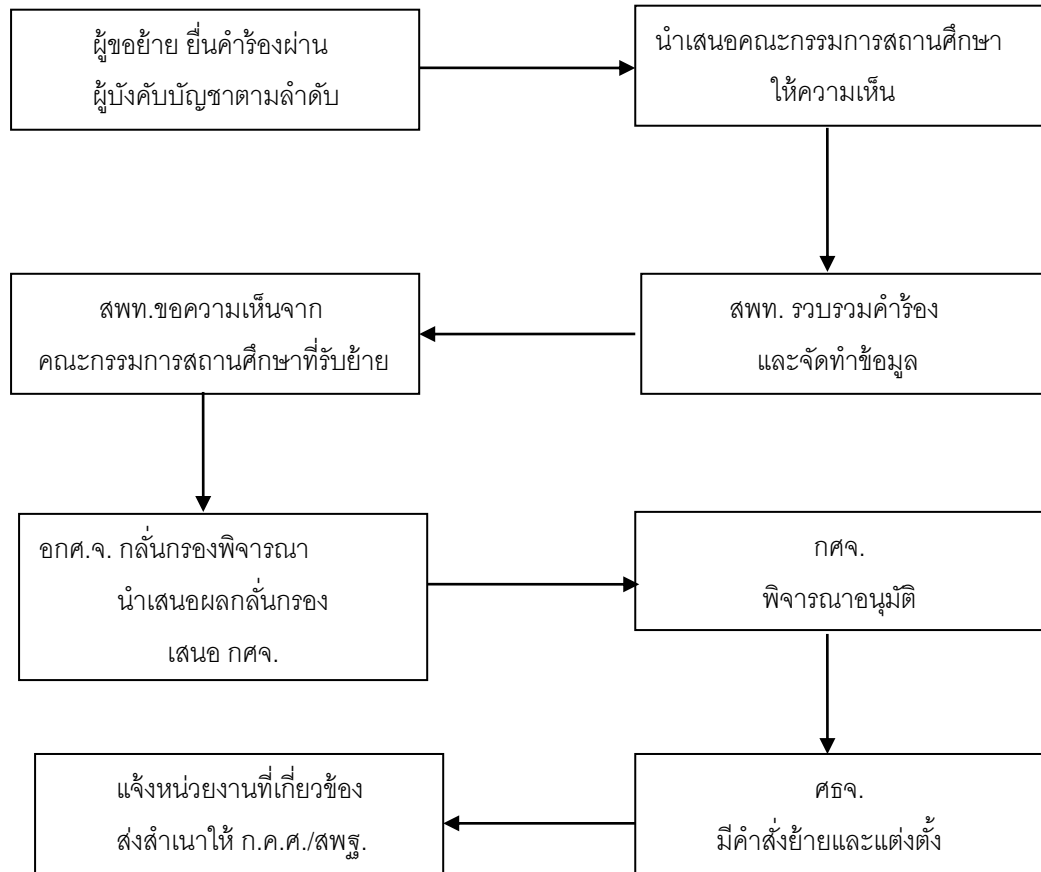 ผู้ขอย้าย ยื่นคำร้องผ่าน
ผู้บังคับบัญชาตามลำดับ
นำเสนอคณะกรรมการสถานศึกษา
ให้ความเห็น
สพท. รวบรวมคำร้อง
และจัดทำข้อมูล
สพท.ขอความเห็นจาก
คณะกรรมการสถานศึกษาที่รับย้าย
อกศ.จ. กลั่นกรองพิจารณา
นำเสนอผลกลั่นกรอง
เสนอ กศจ.
กศจ.
พิจารณาอนุมัติ
ศธจ.
มีคำสั่งย้ายและแต่งตั้ง
แจ้งหน่วยงานที่เกี่ยวข้อง
ส่งสำเนาให้ ก.ค.ศ./สพฐ.